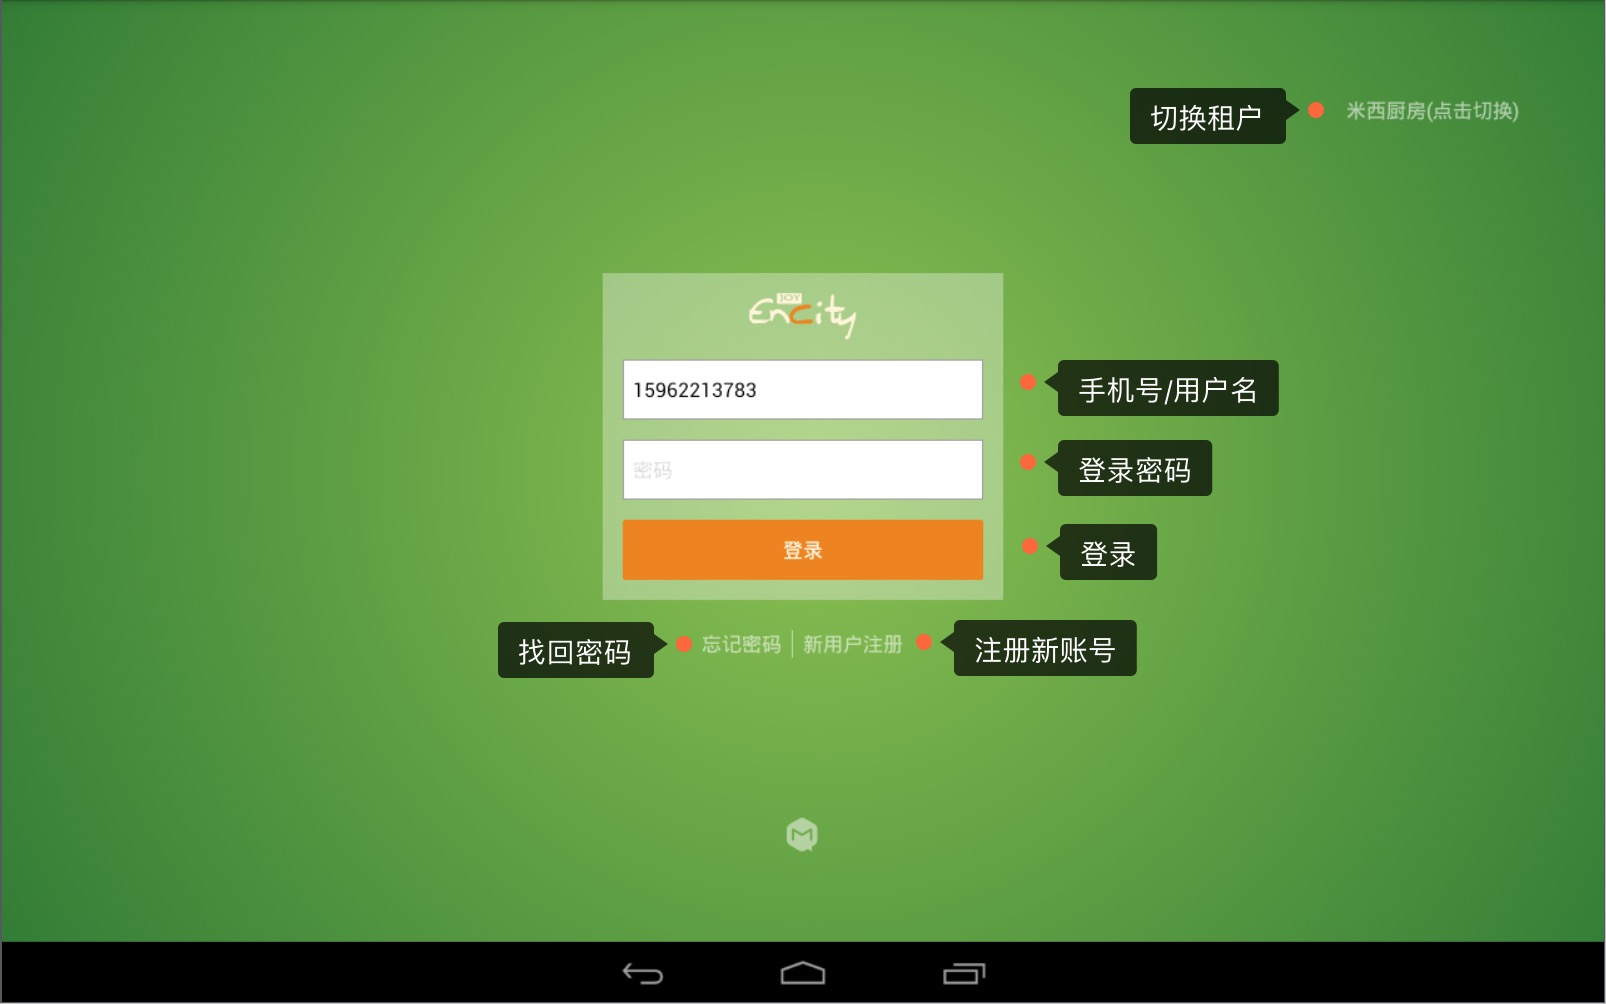 切换租户
米西厨房(点击切换)
JOY
Encity
15962213783
手机号/用户名
密码
登录密码
登录
登录
找回密码
忘记密码
新用户注册
注册新账号